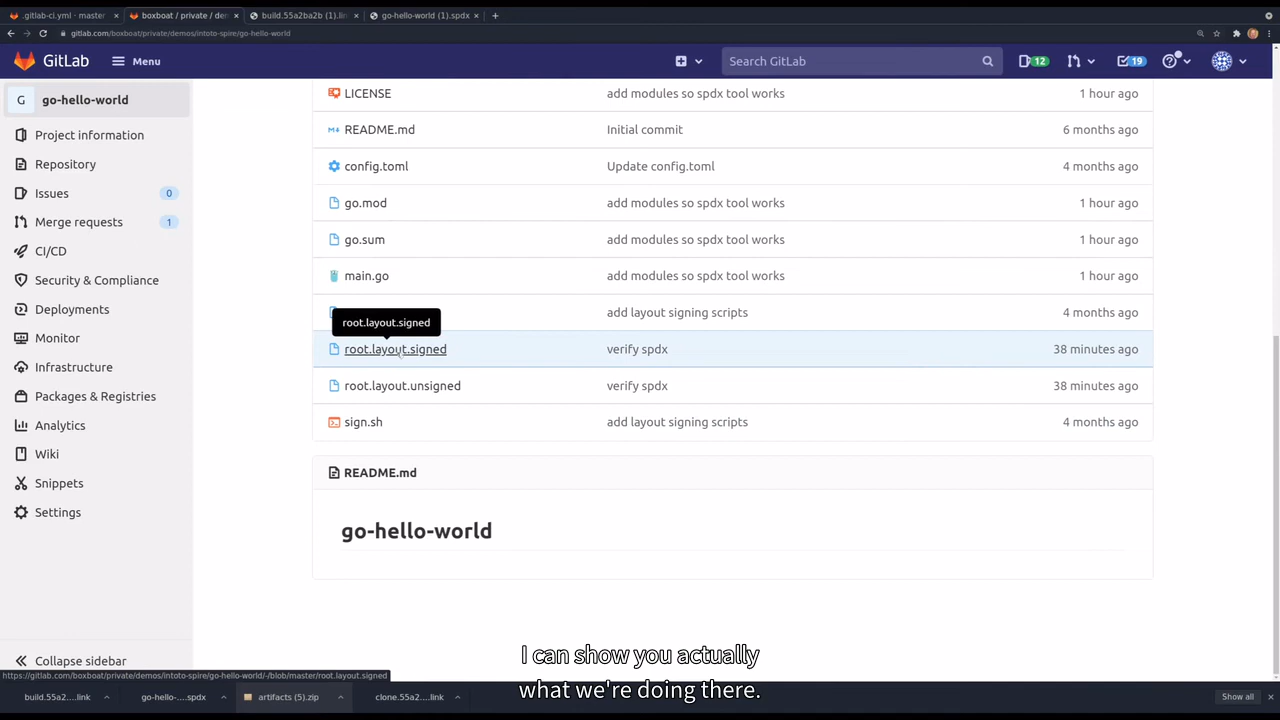 .gitlab-ci.yml · master
boxboat / private / dem
build.55a2ba2b (1).lin
go-hello-world (1).spdx
gitlab.com/boxboat/private/demos/intoto-spire/go-hello-world
GitLab
Menu
Search GitLab
12
19
G go-hello-world
Project information
Repository
Issues 0
Merge requests 1
CI/CD
Security & Compliance
Deployments
Monitor
Infrastructure
Packages & Registries
Analytics
Wiki
Snippets
Settings
Collapse sidebar
LICENSE add modules so spdx tool works 1 hour ago
README.md Initial commit 6 months ago
config.toml Update config.toml 4 months ago
go.mod add modules so spdx tool works 1 hour ago
go.sum add modules so spdx tool works 1 hour ago
main.go add modules so spdx tool works 1 hour ago
add layout signing scripts 4 months ago
root.layout.signed
root.layout.signed verify spdx 38 minutes ago
root.layout.unsigned verify spdx 38 minutes ago
sign.sh add layout signing scripts 4 months ago
README.md
go-hello-world
I can show you actually
what we're doing there.
https://gitlab.com/boxboat/private/demos/intoto-spire/go-hello-world/-/blob/master/root.layout.signed
build.55a2....link
go-hello-....spdx
artifacts (5).zip
clone.55a2....link
Show all